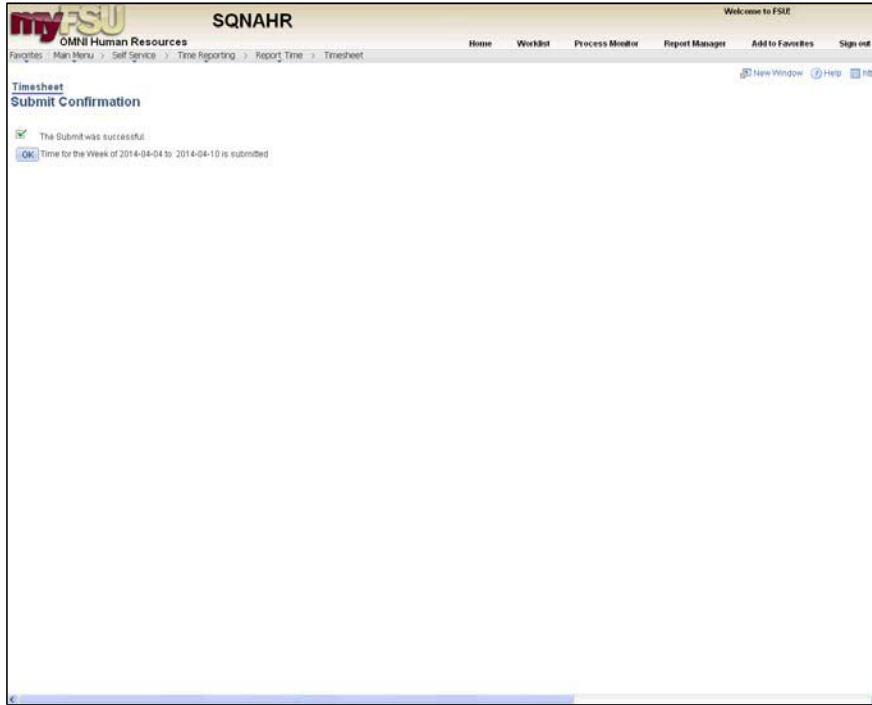 myFSU
SQNAHR
Welcome to FSU!
OMNI Human Resources
Home Worklist Process Monitor Report Manager Add to Favorites Sign out
Favorites Main Menu > Self Service > Time Reporting > Report Time > Timesheet
New Window Help
Timesheet
Submit Confirmation
The Submit was successful.
OK Time for the Week of 2014-04-04 to 2014-04-10 is submitted